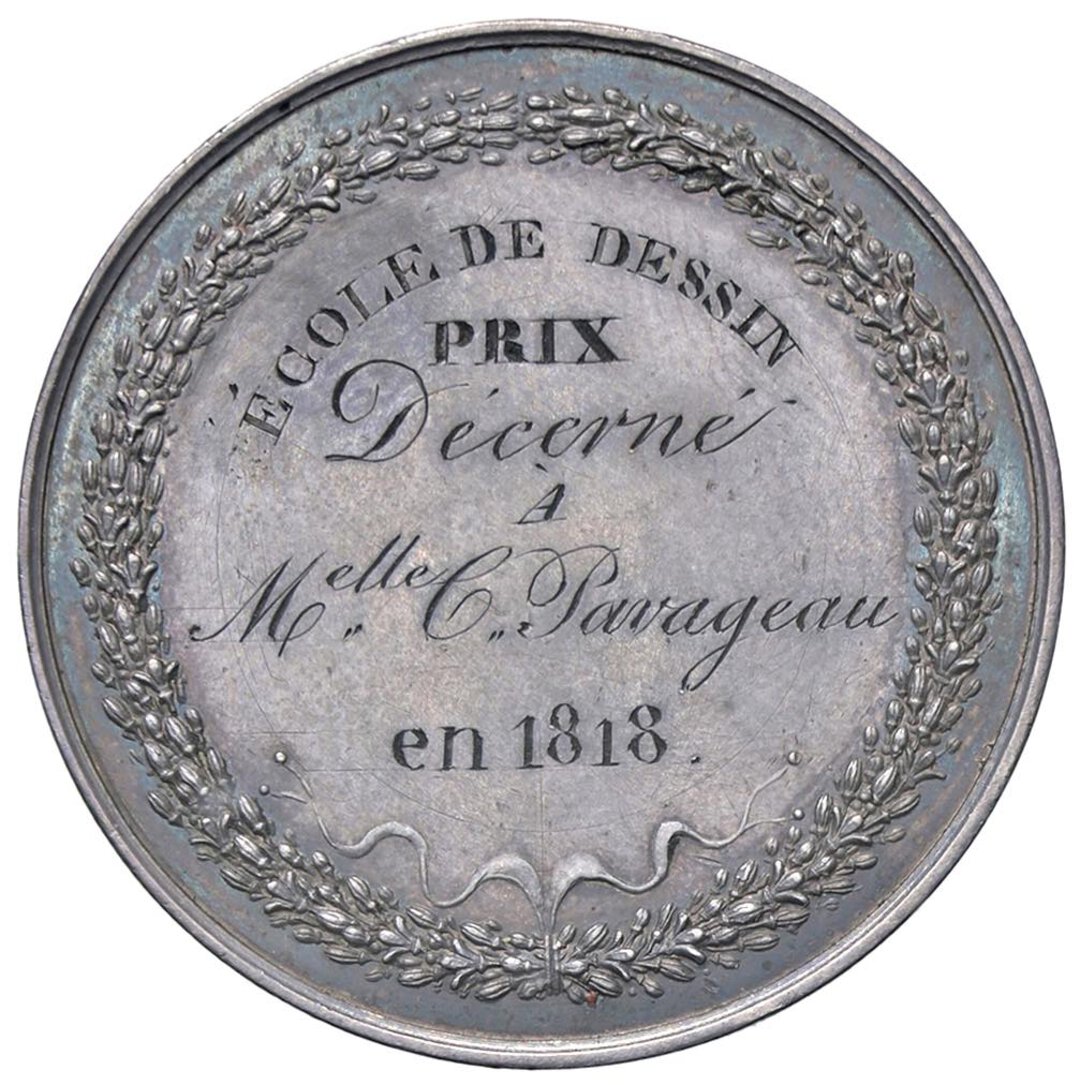 ÉCOLE DE DESSIN
PRIX
Décerné
À
Melle C. Pavageau
en 1818.